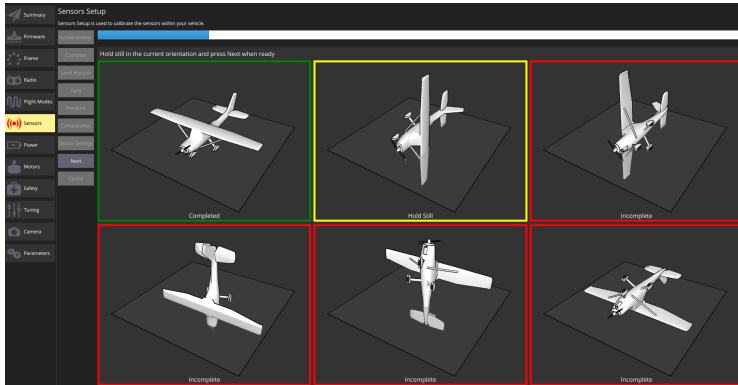 Summary
Firmware
Frame
Radio
Flight Modes
Sensors
Power
Motors
Safety
Tuning
Camera
Parameters
Sensors Setup
Sensors Setup is used to calibrate the sensors within your vehicle.
Accelerometer
Compass
Level Horizon
Gyro
Pressure
CompassMot
Sensor Settings
Next
Cancel
Hold still in the current orientation and press Next when ready
Completed
Hold Still
Incomplete
Incomplete
Incomplete
Incomplete